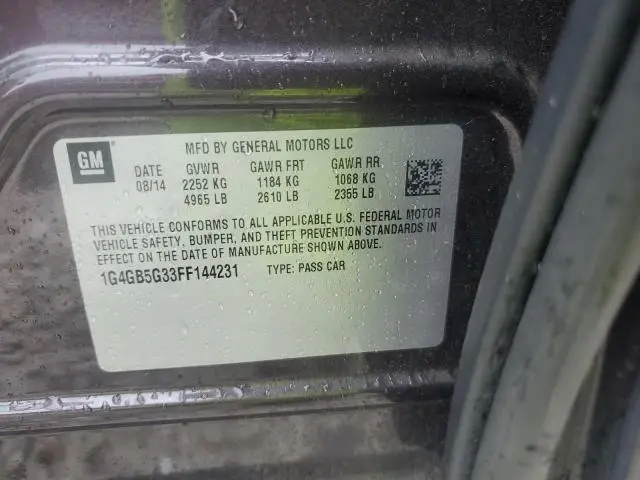 GM
MFD BY GENERAL MOTORS LLC
DATE GVWR GAWR FRT GAWR RR
08/14 2252 KG 1184 KG 1068 KG
4965 LB 2610 LB 2355 LB
THIS VEHICLE CONFORMS TO ALL APPLICABLE U.S. FEDERAL MOTOR
VEHICLE SAFETY, BUMPER, AND THEFT PREVENTION STANDARDS IN
EFFECT ON THE DATE OF MANUFACTURE SHOWN ABOVE.
1G4GB5G33FF144231 TYPE: PASS CAR